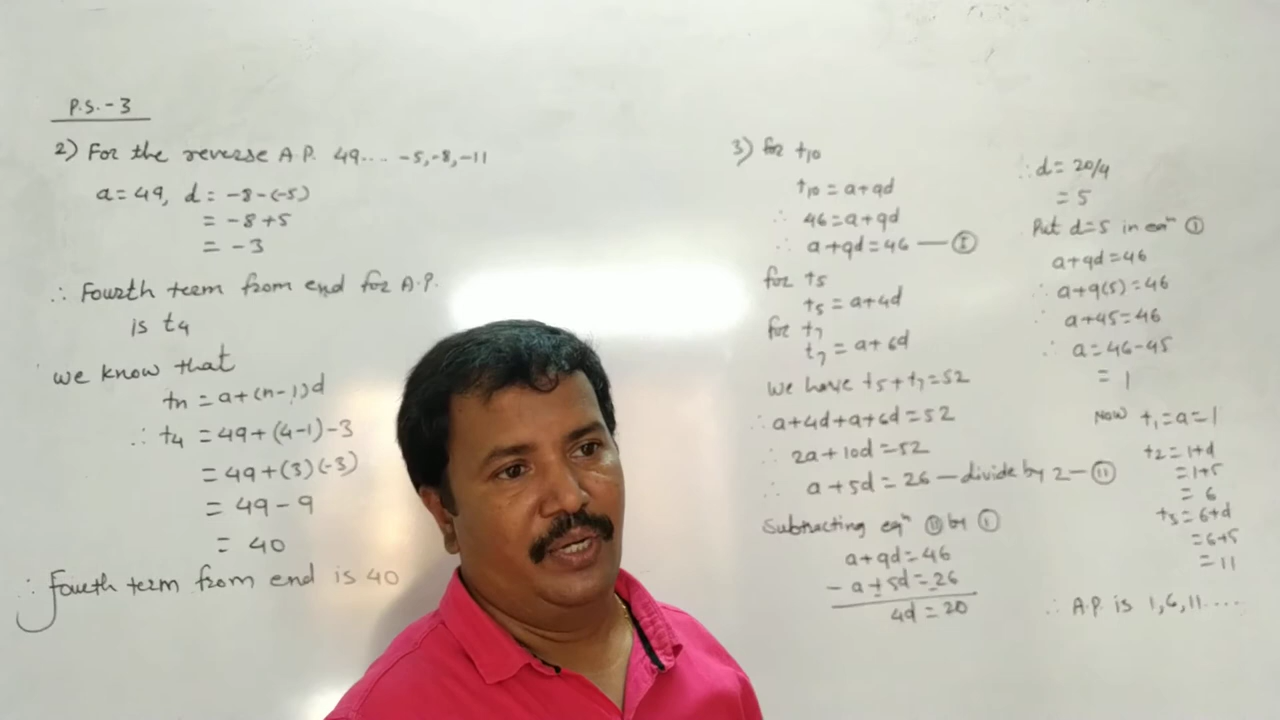 P.S.-3
2) For the reverse A.P. 49.... -5,-8,-11
a=49, d = -8-(-5)
= -8+5
= -3
∴ Fourth term from end for A.P.
is t4
we know that
tn = a+(n-1)d
∴ t4 = 49+(4-1)-3
= 49+(3)(-3)
= 49-9
= 40
∴ Fourth term from end is 40
3) for t10
t10 = a+9d
∴ 46 = a+9d
∴ a+9d = 46 — Ⓘ
for t5
t5 = a+4d
for t7
t7 = a+6d
we have t5+t7=52
∴ a+4d+a+6d=52
∴ 2a+10d=52
∴ a+5d = 26 — divide by 2 — Ⓘ Ⓘ
Subtracting eqn Ⓘ Ⓘ by Ⓘ
a+9d=46
- a±5d=26
4d = 20
∴ d = 20/4
= 5
Put d=5 in eqn Ⓘ
a+9d=46
∴ a+9(5)=46
∴ a+45=46
∴ a=46-45
= 1
Now t1=a=1
t2=1+d
=1+5
= 6
t3=6+d
=6+5
=11
∴ A.P. is 1,6,11....